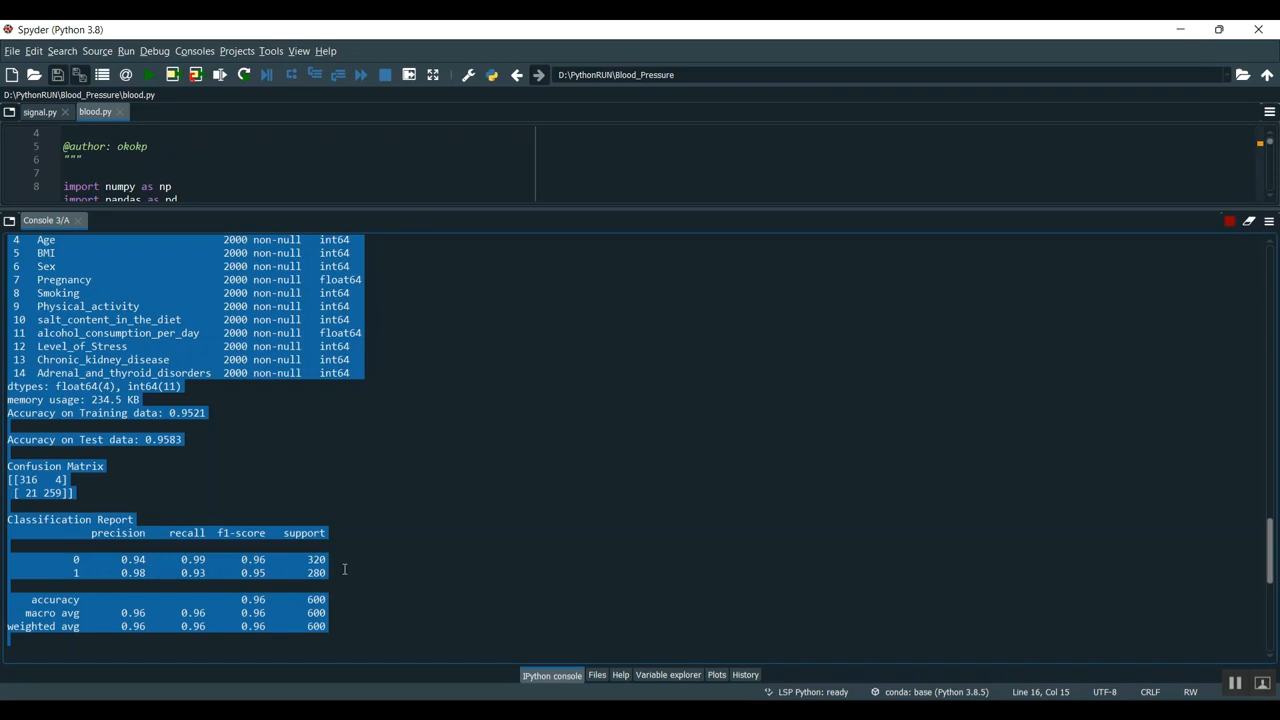 Spyder (Python 3.8)
File Edit Search Source Run Debug Consoles Projects Tools View Help
D:\PythonRUN\Blood_Pressure
D:\PythonRUN\Blood_Pressure\blood.py
signal.py blood.py
4
5 @author: okokp
6 """
7
8 import numpy as np
import pandas as pd
Console 3/A
4 Age 2000 non-null int64
5 BMI 2000 non-null int64
6 Sex 2000 non-null int64
7 Pregnancy 2000 non-null float64
8 Smoking 2000 non-null int64
9 Physical_activity 2000 non-null int64
10 salt_content_in_the_diet 2000 non-null int64
11 alcohol_consumption_per_day 2000 non-null float64
12 Level_of_Stress 2000 non-null int64
13 Chronic_kidney_disease 2000 non-null int64
14 Adrenal_and_thyroid_disorders 2000 non-null int64
dtypes: float64(4), int64(11)
memory usage: 234.5 KB
Accuracy on Training data: 0.9521
Accuracy on Test data: 0.9583
Confusion Matrix
[[316 4]
[ 21 259]]
Classification Report
precision recall f1-score support
0 0.94 0.99 0.96 320
1 0.98 0.93 0.95 280
accuracy 0.96 600
macro avg 0.96 0.96 0.96 600
weighted avg 0.96 0.96 0.96 600
IPython console Files Help Variable explorer Plots History
LSP Python: ready conda: base (Python 3.8.5) Line 16, Col 15 UTF-8 CRLF RW